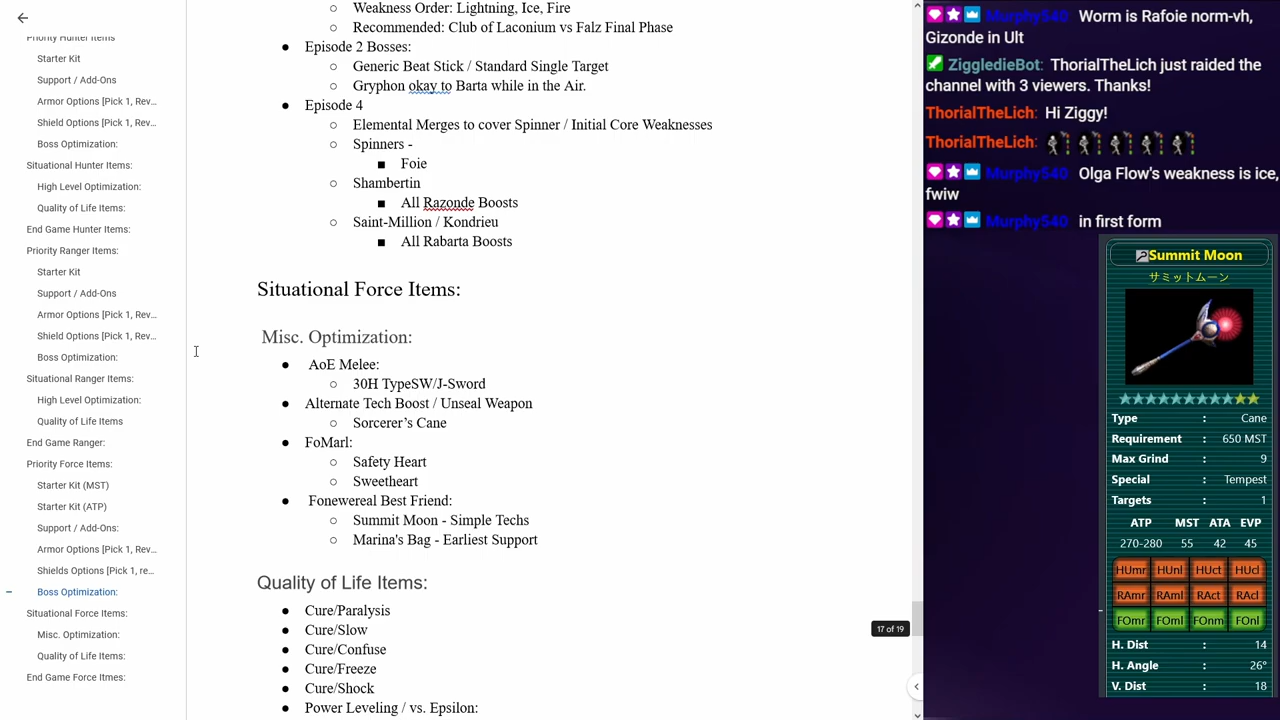 Priority Hunter Items
Starter Kit
Support / Add-Ons
Armor Options [Pick 1, Rev...
Shield Options [Pick 1, Rev...
Boss Optimization:
Situational Hunter Items:
High Level Optimization:
Quality of Life Items:
End Game Hunter Items:
Priority Ranger Items:
Starter Kit
Support / Add-Ons:
Armor Options [Pick 1, Rev...
Shield Options [Pick 1, Rev...
Boss Optimization:
Situational Ranger Items:
High Level Optimization:
Quality of Life Items
End Game Ranger:
Priority Force Items:
Starter Kit (MST)
Starter Kit (ATP)
Support / Add-Ons:
Armor Options [Pick 1, Rev...
Shields Options [Pick 1, re...
Boss Optimization:
Situational Force Items:
Misc. Optimization:
Quality of Life Items:
End Game Force Itmes:
○ Weakness Order: Lightning, Ice, Fire
○ Recommended: Club of Laconium vs Falz Final Phase
● Episode 2 Bosses:
○ Generic Beat Stick / Standard Single Target
○ Gryphon okay to Barta while in the Air.
● Episode 4
○ Elemental Merges to cover Spinner / Initial Core Weaknesses
○ Spinners -
■ Foie
○ Shambertin
■ All Razonde Boosts
○ Saint-Million / Kondrieu
■ All Rabarta Boosts
Situational Force Items:
Misc. Optimization:
● AoE Melee:
○ 30H TypeSW/J-Sword
● Alternate Tech Boost / Unseal Weapon
○ Sorcerer's Cane
● FoMarl:
○ Safety Heart
○ Sweetheart
● Fonewereal Best Friend:
○ Summit Moon - Simple Techs
○ Marina's Bag - Earliest Support
Quality of Life Items:
● Cure/Paralysis
● Cure/Slow
● Cure/Confuse
● Cure/Freeze
● Cure/Shock
● Power Leveling / vs. Epsilon:
17 of 19
Murphy540 Worm is Rafoie norm-vh,
Gizonde in Ult
ZiggledieBot: ThorialTheLich just raided the
channel with 3 viewers. Thanks!
ThorialTheLich: Hi Ziggy!
ThorialTheLich:
Murphy540 Olga Flow's weakness is ice,
fwiw
Murphy540 in first form
Summit Moon
サミットムーン
Type : Cane
Requirement : 650 MST
Max Grind : 9
Special : Tempest
Targets : 1
ATP MST ATA EVP
270-280 55 42 45
HUmr HUnl HUct HUcl
RAmr RAml RAct RAcl
FOmr FOml FOnm FOnl
H. Dist : 14
H. Angle : 26°
V. Dist : 18